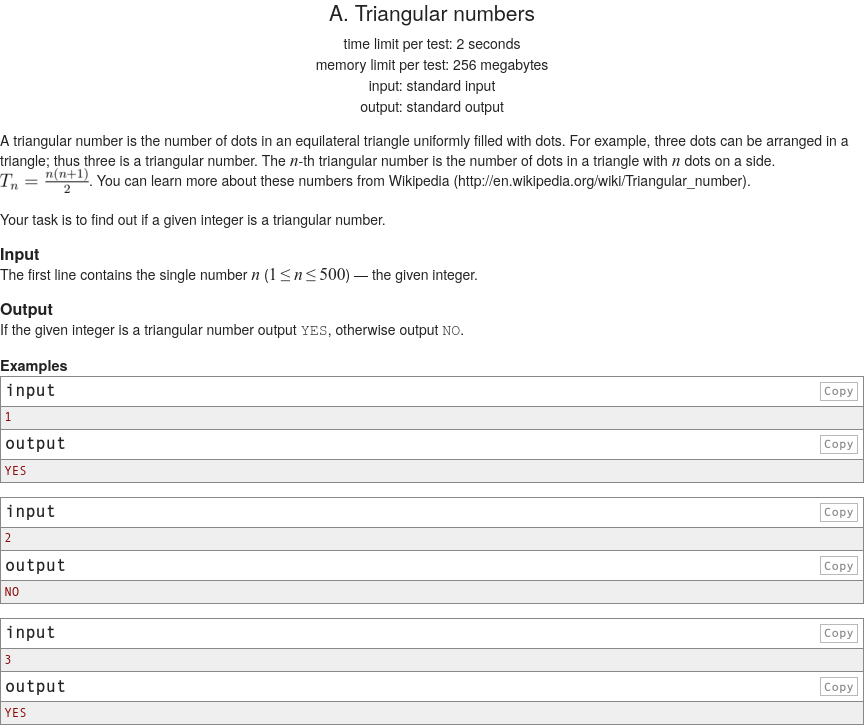 A. Triangular numbers
time limit per test: 2 seconds
memory limit per test: 256 megabytes
input: standard input
output: standard output
A triangular number is the number of dots in an equilateral triangle uniformly filled with dots. For example, three dots can be arranged in a
triangle; thus three is a triangular number. The n-th triangular number is the number of dots in a triangle with n dots on a side.
Tₙ = n(n+1)/2. You can learn more about these numbers from Wikipedia (http://en.wikipedia.org/wiki/Triangular_number).
Your task is to find out if a given integer is a triangular number.
Input
The first line contains the single number n (1 ≤ n ≤ 500) — the given integer.
Output
If the given integer is a triangular number output YES, otherwise output NO.
Examples
input Copy
1
output Copy
YES
input Copy
2
output Copy
NO
input Copy
3
output Copy
YES